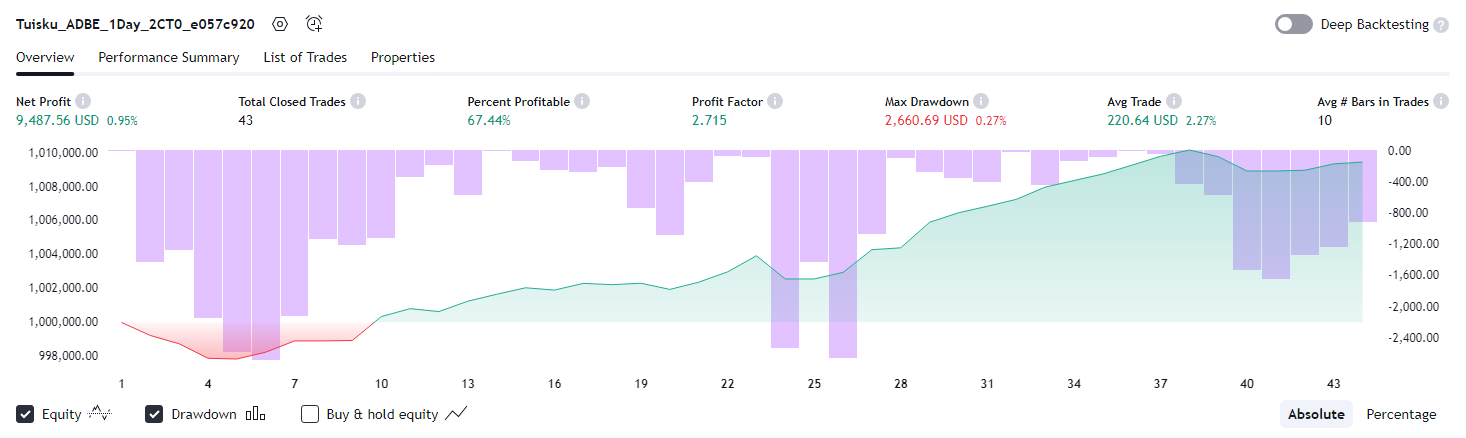 Tuisku_ADBE_1Day_2CT0_e057c920
Deep Backtesting
Overview Performance Summary List of Trades Properties
Net Profit Total Closed Trades Percent Profitable Profit Factor Max Drawdown Avg Trade Avg # Bars in Trades
9,487.56 USD 0.95% 43 67.44% 2.715 2,660.69 USD 0.27% 220.64 USD 2.27% 10
1,010,000.00 0.00
1,008,000.00 -400.00
1,006,000.00 -800.00
1,004,000.00 -1,200.00
1,002,000.00 -1,600.00
1,000,000.00 -2,000.00
998,000.00 -2,400.00
1 4 7 10 13 16 19 22 25 28 31 34 37 40 43
Equity Drawdown Buy & hold equity Absolute Percentage